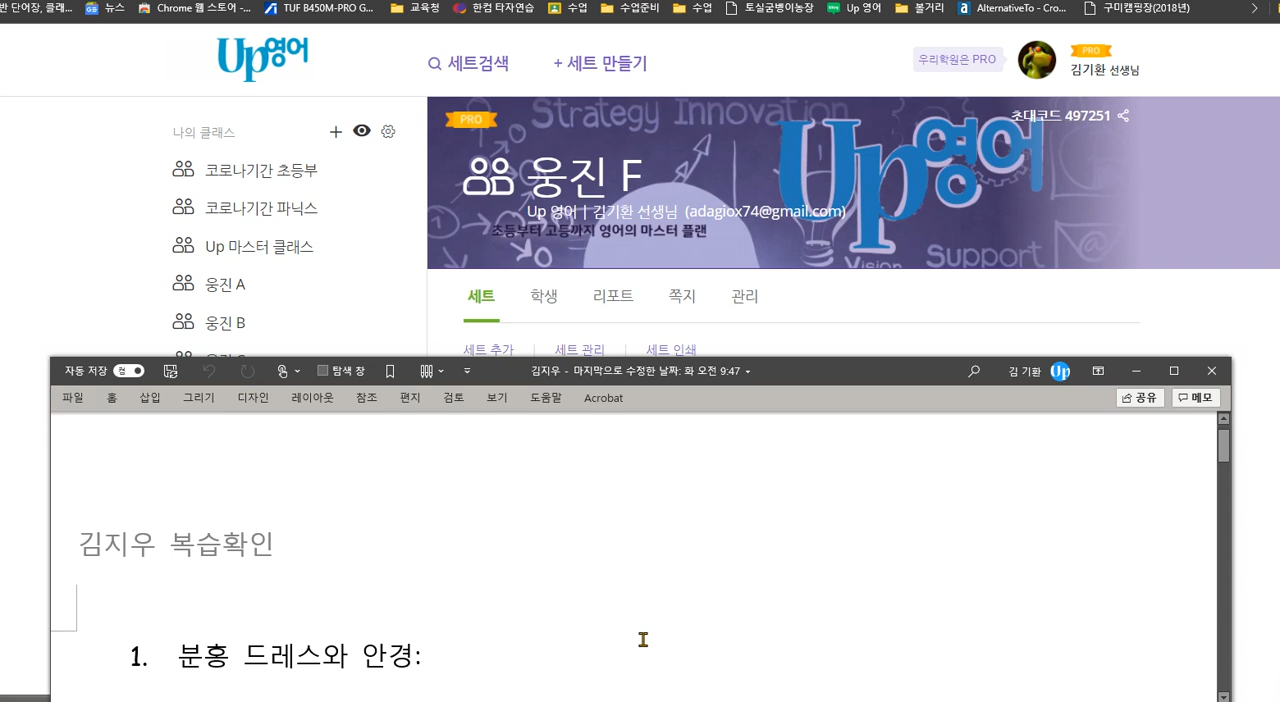 반 단어장, 클래... 뉴스 Chrome 웹 스토어 -... TUF B450M-PRO G... 교육청 한컴 타자연습 수업 수업준비 수업 토실굼벵이농장 Up 영어 볼거리 AlternativeTo - Cro... 구미캠핑장(2018년)
Up영어
세트검색
+ 세트 만들기
우리학원은 PRO
PRO
김기환 선생님
나의 클래스
코로나기간 초등부
코로나기간 파닉스
Up 마스터 클래스
웅진 A
웅진 B
PRO
Strategy Innovation
초대코드 497251
웅진 F
Up영어
Up 영어 | 김기환 선생님 (adagiox74@gmail.com)
초등부터 고등까지 영어의 마스터 플랜
Vision
Support
세트 학생 리포트 쪽지 관리
세트 추가 세트 관리 세트 인쇄
자동 저장 컴 탐색 창 김지우 - 마지막으로 수정한 날짜: 화 오전 9:47 김 기환 Up
파일 홈 삽입 그리기 디자인 레이아웃 참조 편지 검토 보기 도움말 Acrobat 공유 메모
김지우 복습확인
1. 분홍 드레스와 안경: